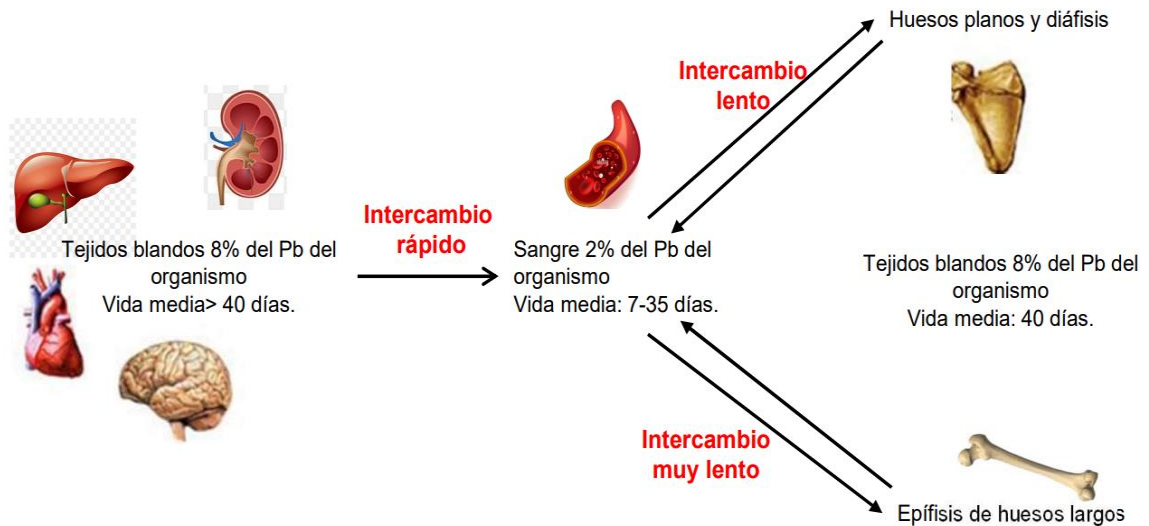 Huesos planos y diáfisis
Intercambio
lento
Intercambio
rápido
Tejidos blandos 8% del Pb del
organismo
Vida media> 40 días.
Sangre 2% del Pb del
organismo
Vida media: 7-35 días.
Tejidos blandos 8% del Pb del
organismo
Vida media: 40 días.
Intercambio
muy lento
Epífisis de huesos largos